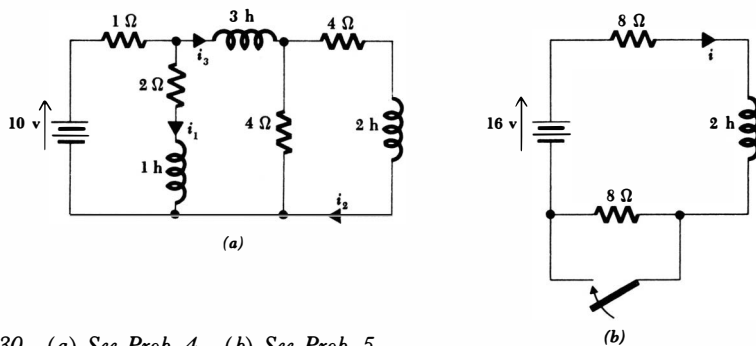 1 Ω
3 h
4 Ω
i₃
2 Ω
10 v
i₁
4 Ω
2 h
1 h
i₂
(a)
8 Ω
i
16 v
2 h
8 Ω
(b)
30 (a) See Prob. 4. (b) See Prob. 5.